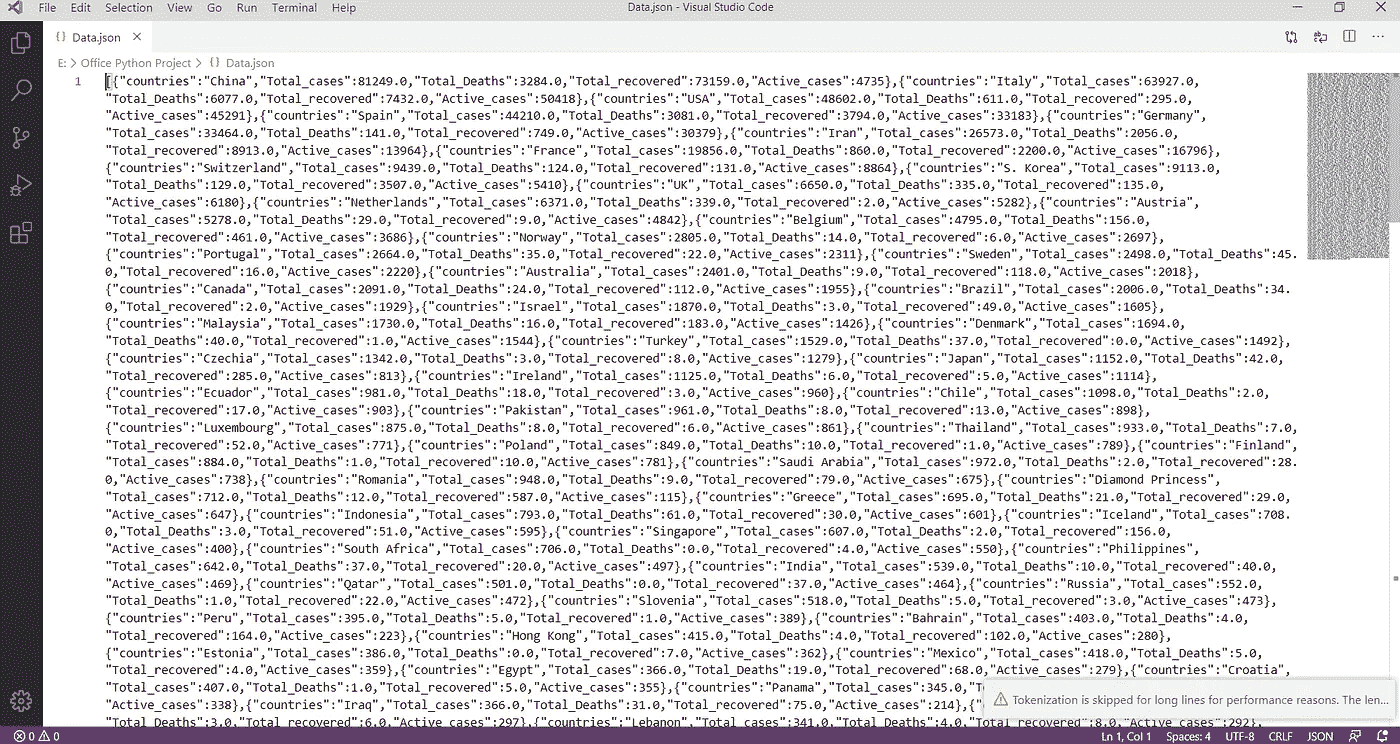 File Edit Selection View Go Run Terminal Help Data.json - Visual Studio Code
Data.json
E: > Office Python Project > {} Data.json
1 [{"countries":"China","Total_cases":81249.0,"Total_Deaths":3284.0,"Total_recovered":73159.0,"Active_cases":4735},{"countries":"Italy","Total_cases":63927.0,
"Total_Deaths":6077.0,"Total_recovered":7432.0,"Active_cases":50418},{"countries":"USA","Total_cases":48602.0,"Total_Deaths":611.0,"Total_recovered":295.0,
"Active_cases":45291},{"countries":"Spain","Total_cases":44210.0,"Total_Deaths":3081.0,"Total_recovered":3794.0,"Active_cases":33183},{"countries":"Germany",
"Total_cases":33464.0,"Total_Deaths":141.0,"Total_recovered":749.0,"Active_cases":30379},{"countries":"Iran","Total_cases":26573.0,"Total_Deaths":2056.0,
"Total_recovered":8913.0,"Active_cases":13964},{"countries":"France","Total_cases":19856.0,"Total_Deaths":860.0,"Total_recovered":2200.0,"Active_cases":16796},
{"countries":"Switzerland","Total_cases":9439.0,"Total_Deaths":124.0,"Total_recovered":131.0,"Active_cases":8864},{"countries":"S. Korea","Total_cases":9113.0,
"Total_Deaths":129.0,"Total_recovered":3507.0,"Active_cases":5410},{"countries":"UK","Total_cases":6650.0,"Total_Deaths":335.0,"Total_recovered":135.0,
"Active_cases":6180},{"countries":"Netherlands","Total_cases":6371.0,"Total_Deaths":339.0,"Total_recovered":2.0,"Active_cases":5282},{"countries":"Austria",
"Total_cases":5278.0,"Total_Deaths":29.0,"Total_recovered":9.0,"Active_cases":4842},{"countries":"Belgium","Total_cases":4795.0,"Total_Deaths":156.0,
"Total_recovered":461.0,"Active_cases":3686},{"countries":"Norway","Total_cases":2805.0,"Total_Deaths":14.0,"Total_recovered":6.0,"Active_cases":2697},
{"countries":"Portugal","Total_cases":2664.0,"Total_Deaths":35.0,"Total_recovered":22.0,"Active_cases":2311},{"countries":"Sweden","Total_cases":2498.0,"Total_Deaths":45.
0,"Total_recovered":16.0,"Active_cases":2220},{"countries":"Australia","Total_cases":2401.0,"Total_Deaths":9.0,"Total_recovered":118.0,"Active_cases":2018},
{"countries":"Canada","Total_cases":2091.0,"Total_Deaths":24.0,"Total_recovered":112.0,"Active_cases":1955},{"countries":"Brazil","Total_cases":2006.0,"Total_Deaths":34.
0,"Total_recovered":2.0,"Active_cases":1929},{"countries":"Israel","Total_cases":1870.0,"Total_Deaths":3.0,"Total_recovered":49.0,"Active_cases":1605},
{"countries":"Malaysia","Total_cases":1730.0,"Total_Deaths":16.0,"Total_recovered":183.0,"Active_cases":1426},{"countries":"Denmark","Total_cases":1694.0,
"Total_Deaths":40.0,"Total_recovered":1.0,"Active_cases":1544},{"countries":"Turkey","Total_cases":1529.0,"Total_Deaths":37.0,"Total_recovered":0.0,"Active_cases":1492},
{"countries":"Czechia","Total_cases":1342.0,"Total_Deaths":3.0,"Total_recovered":8.0,"Active_cases":1279},{"countries":"Japan","Total_cases":1152.0,"Total_Deaths":42.0,
"Total_recovered":285.0,"Active_cases":813},{"countries":"Ireland","Total_cases":1125.0,"Total_Deaths":6.0,"Total_recovered":5.0,"Active_cases":1114},
{"countries":"Ecuador","Total_cases":981.0,"Total_Deaths":18.0,"Total_recovered":3.0,"Active_cases":960},{"countries":"Chile","Total_cases":1098.0,"Total_Deaths":2.0,
"Total_recovered":17.0,"Active_cases":903},{"countries":"Pakistan","Total_cases":961.0,"Total_Deaths":8.0,"Total_recovered":13.0,"Active_cases":898},
{"countries":"Luxembourg","Total_cases":875.0,"Total_Deaths":8.0,"Total_recovered":6.0,"Active_cases":861},{"countries":"Thailand","Total_cases":933.0,"Total_Deaths":7.0,
"Total_recovered":52.0,"Active_cases":771},{"countries":"Poland","Total_cases":849.0,"Total_Deaths":10.0,"Total_recovered":1.0,"Active_cases":789},{"countries":"Finland",
"Total_cases":884.0,"Total_Deaths":1.0,"Total_recovered":10.0,"Active_cases":781},{"countries":"Saudi Arabia","Total_cases":972.0,"Total_Deaths":2.0,"Total_recovered":28.
0,"Active_cases":738},{"countries":"Romania","Total_cases":948.0,"Total_Deaths":9.0,"Total_recovered":79.0,"Active_cases":675},{"countries":"Diamond Princess",
"Total_cases":712.0,"Total_Deaths":12.0,"Total_recovered":587.0,"Active_cases":115},{"countries":"Greece","Total_cases":695.0,"Total_Deaths":21.0,"Total_recovered":29.0,
"Active_cases":647},{"countries":"Indonesia","Total_cases":793.0,"Total_Deaths":61.0,"Total_recovered":30.0,"Active_cases":601},{"countries":"Iceland","Total_cases":708.
0,"Total_Deaths":3.0,"Total_recovered":51.0,"Active_cases":595},{"countries":"Singapore","Total_cases":607.0,"Total_Deaths":2.0,"Total_recovered":156.0,
"Active_cases":400},{"countries":"South Africa","Total_cases":706.0,"Total_Deaths":0.0,"Total_recovered":4.0,"Active_cases":550},{"countries":"Philippines",
"Total_cases":642.0,"Total_Deaths":37.0,"Total_recovered":20.0,"Active_cases":497},{"countries":"India","Total_cases":539.0,"Total_Deaths":10.0,"Total_recovered":40.0,
"Active_cases":469},{"countries":"Qatar","Total_cases":501.0,"Total_Deaths":0.0,"Total_recovered":37.0,"Active_cases":464},{"countries":"Russia","Total_cases":552.0,
"Total_Deaths":1.0,"Total_recovered":22.0,"Active_cases":472},{"countries":"Slovenia","Total_cases":518.0,"Total_Deaths":5.0,"Total_recovered":3.0,"Active_cases":473},
{"countries":"Peru","Total_cases":395.0,"Total_Deaths":5.0,"Total_recovered":1.0,"Active_cases":389},{"countries":"Bahrain","Total_cases":403.0,"Total_Deaths":4.0,
"Total_recovered":164.0,"Active_cases":223},{"countries":"Hong Kong","Total_cases":415.0,"Total_Deaths":4.0,"Total_recovered":102.0,"Active_cases":280},
{"countries":"Estonia","Total_cases":386.0,"Total_Deaths":0.0,"Total_recovered":7.0,"Active_cases":362},{"countries":"Mexico","Total_cases":418.0,"Total_Deaths":5.0,
"Total_recovered":4.0,"Active_cases":359},{"countries":"Egypt","Total_cases":366.0,"Total_Deaths":19.0,"Total_recovered":68.0,"Active_cases":279},{"countries":"Croatia",
"Total_cases":407.0,"Total_Deaths":1.0,"Total_recovered":5.0,"Active_cases":355},{"countries":"Panama","Total_cases":345.0,"
"Active_cases":338},{"countries":"Iraq","Total_cases":366.0,"Total_Deaths":31.0,"Total_recovered":75.0,"Active_cases":214},{
"Total_Deaths":3.0,"Total_recovered":6.0,"Active_cases":297},{"countries":"Lebanon","Total_cases":341.0,"Total_Deaths":4.0,"Total_recovered":8.0,"Active_cases":292},
Tokenization is skipped for long lines for performance reasons. The len...
0 0 Ln 1, Col 1 Spaces: 4 UTF-8 CRLF JSON